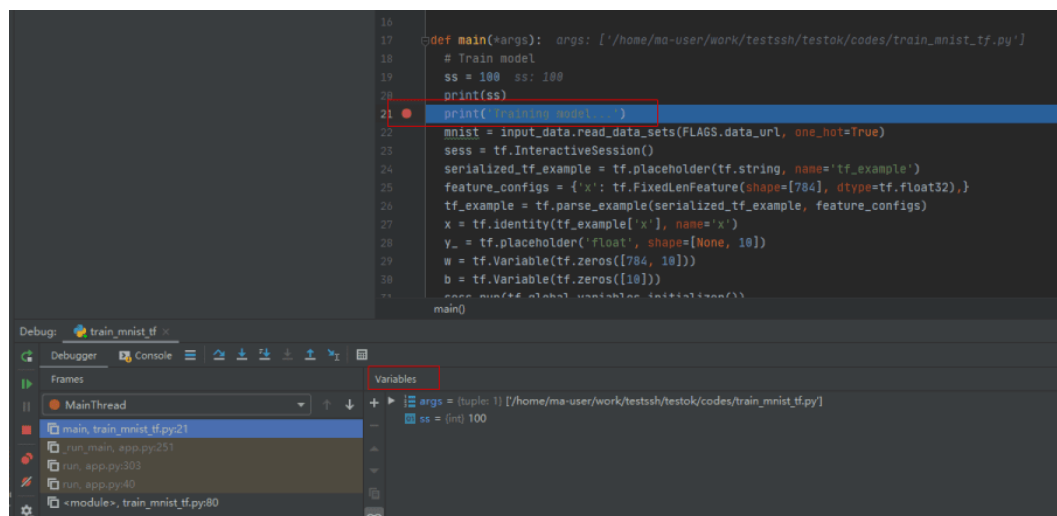 16
17 def main(*args): args: ['/home/ma-user/work/testssh/testok/codes/train_mnist_tf.py']
18 # Train model
19 ss = 100 ss: 100
20 print(ss)
21 print('Training model...')
22 mnist = input_data.read_data_sets(FLAGS.data_url, one_hot=True)
23 sess = tf.InteractiveSession()
24 serialized_tf_example = tf.placeholder(tf.string, name='tf_example')
25 feature_configs = {'x': tf.FixedLenFeature(shape=[784], dtype=tf.float32),}
26 tf_example = tf.parse_example(serialized_tf_example, feature_configs)
27 x = tf.identity(tf_example['x'], name='x')
28 y_ = tf.placeholder('float', shape=[None, 10])
29 w = tf.Variable(tf.zeros([784, 10]))
30 b = tf.Variable(tf.zeros([10]))
31 sess.run(tf.global_variables_initializer())
main()
Debug: train_mnist_tf
Debugger Console
Frames Variables
MainThread
args = {tuple: 1} ['/home/ma-user/work/testssh/testok/codes/train_mnist_tf.py']
ss = {int} 100
main, train_mnist_tf.py:21
_run_main, app.py:251
run, app.py:303
run, app.py:40
<module>, train_mnist_tf.py:80